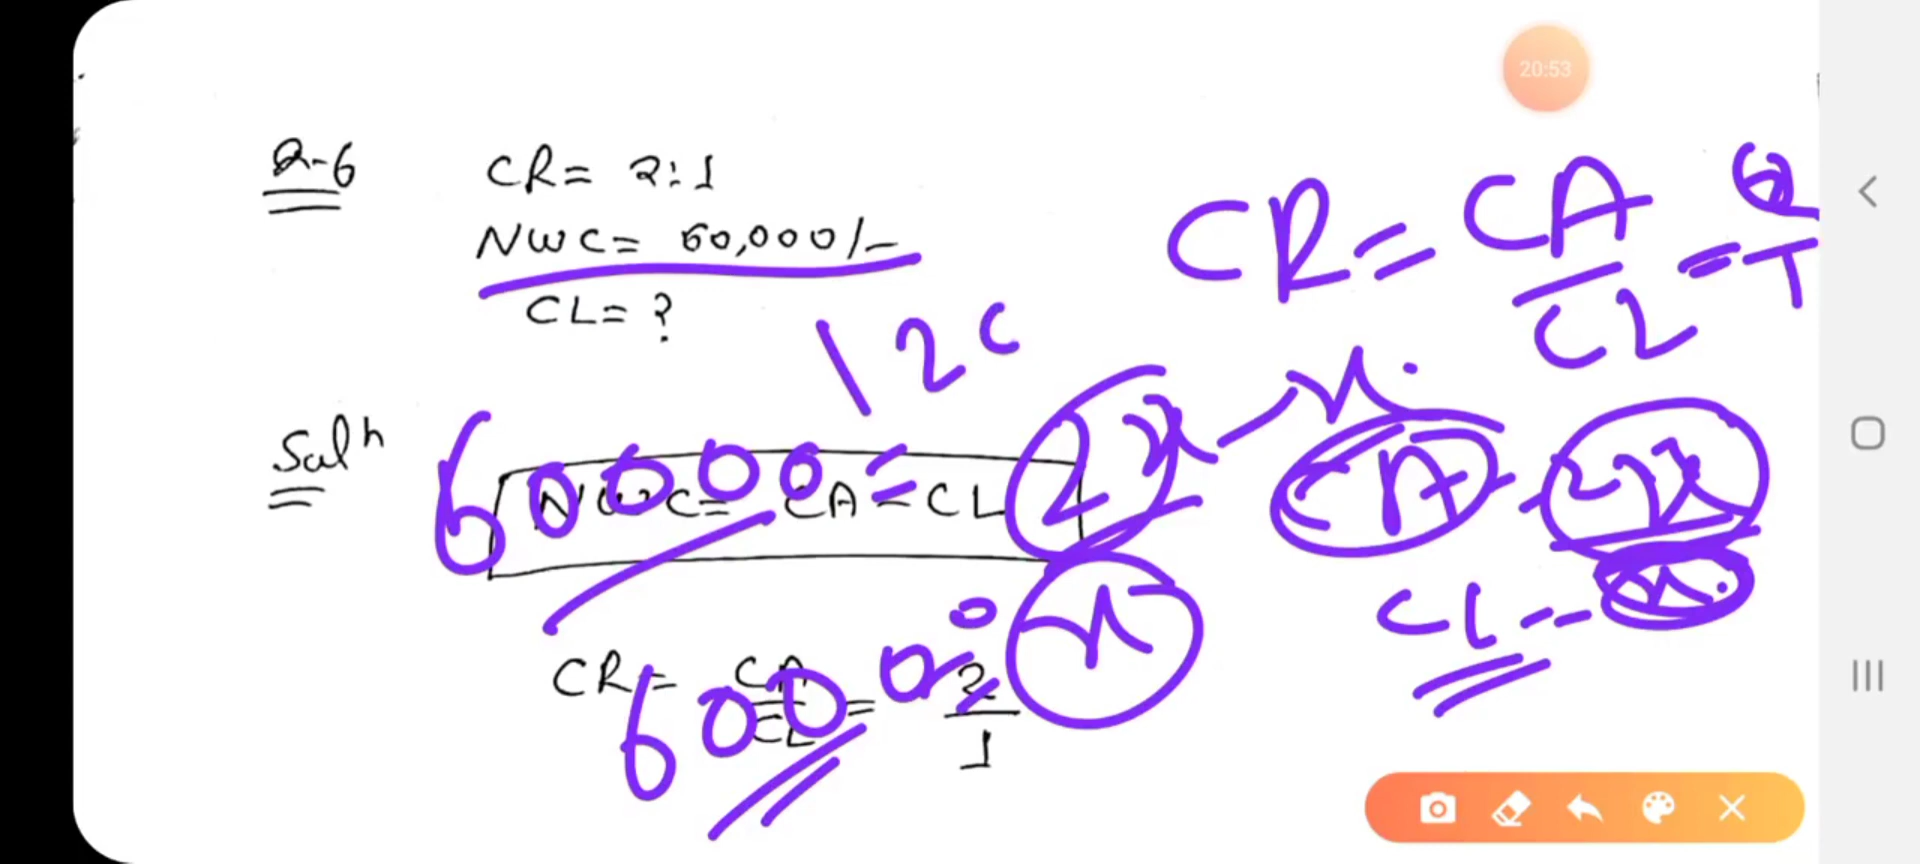 20:53
Q-6
CR = 2:1
NWC = 60,000/-
CL = ?
CR = CA/CL = 2/1
12
Solⁿ
NWC = CA - CL
60000 = 2x - x
CA - 2x
CL - x
60000 = x
CR = CA/CL = 2/1